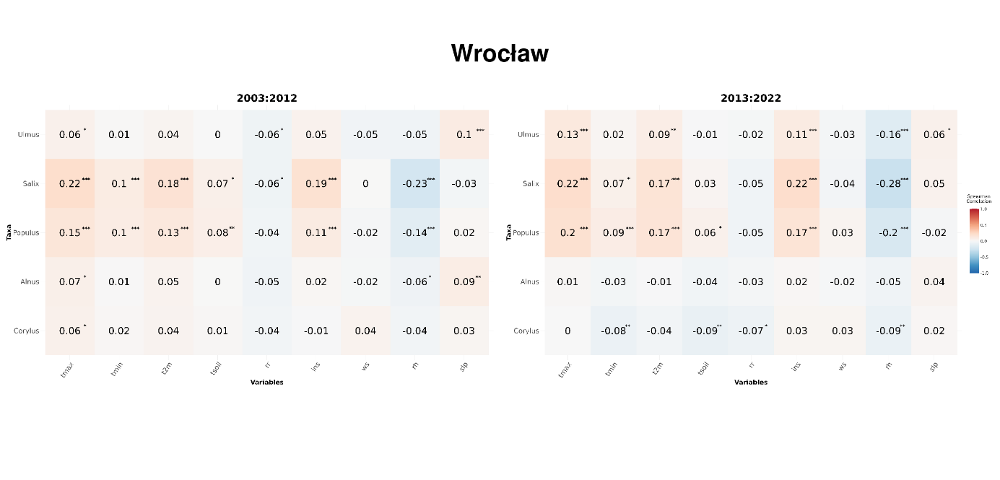 Wrocław
2003:2012
Ulmus 0.06 * 0.01 0.04 0 -0.06 * 0.05 -0.05 -0.05 0.1 ***
Salix 0.22 *** 0.1 *** 0.18 *** 0.07 * -0.06 * 0.19 *** 0 -0.23 *** -0.03
Populus 0.15 *** 0.1 *** 0.13 *** 0.08 ** -0.04 0.11 *** -0.02 -0.14 *** 0.02
Alnus 0.07 * 0.01 0.05 0 -0.05 0.02 -0.02 -0.06 * 0.09 **
Corylus 0.06 * 0.02 0.04 0.01 -0.04 -0.01 0.04 -0.04 0.03
Taxa
tmax tmin t2m tsoil rr ins ws rh slp
Variables
2013:2022
Ulmus 0.13 *** 0.02 0.09 ** -0.01 -0.02 0.11 *** -0.03 -0.16 *** 0.06 *
Salix 0.22 *** 0.07 * 0.17 *** 0.03 -0.05 0.22 *** -0.04 -0.28 *** 0.05
Populus 0.2 *** 0.09 *** 0.17 *** 0.06 * -0.05 0.17 *** 0.03 -0.2 *** -0.02
Alnus 0.01 -0.03 -0.01 -0.04 -0.03 0.02 -0.02 -0.05 0.04
Corylus 0 -0.08 ** -0.04 -0.09 ** -0.07 * 0.03 0.03 -0.09 ** 0.02
Taxa
tmax tmin t2m tsoil rr ins ws rh slp
Variables
Spearman
Correlation
1.0
0.1
0.0
-0.5
-1.0